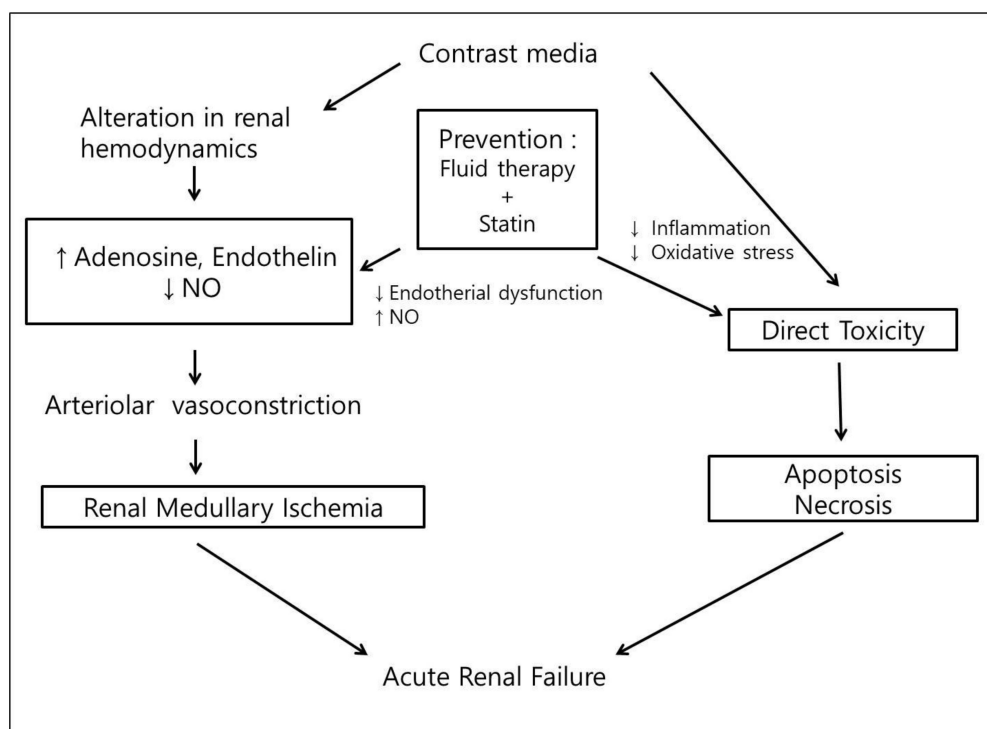 Contrast media
Alteration in renal
hemodynamics
Prevention :
Fluid therapy
+
Statin
↑ Adenosine, Endothelin
↓ NO
↓ Inflammation
↓ Oxidative stress
↓ Endotherial dysfunction
↑ NO
Direct Toxicity
Arteriolar vasoconstriction
Renal Medullary Ischemia
Apoptosis
Necrosis
Acute Renal Failure